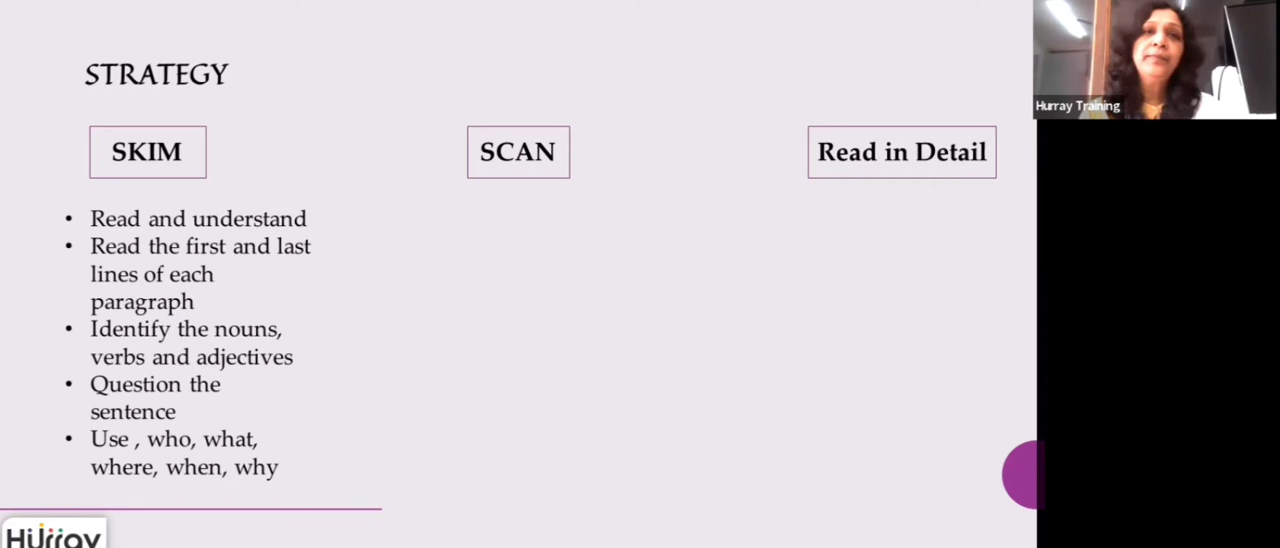 STRATEGY
Hurray Training
SKIM
SCAN
Read in Detail
• Read and understand
• Read the first and last
lines of each
paragraph
• Identify the nouns,
verbs and adjectives
• Question the
sentence
• Use , who, what,
where, when, why
Hurray